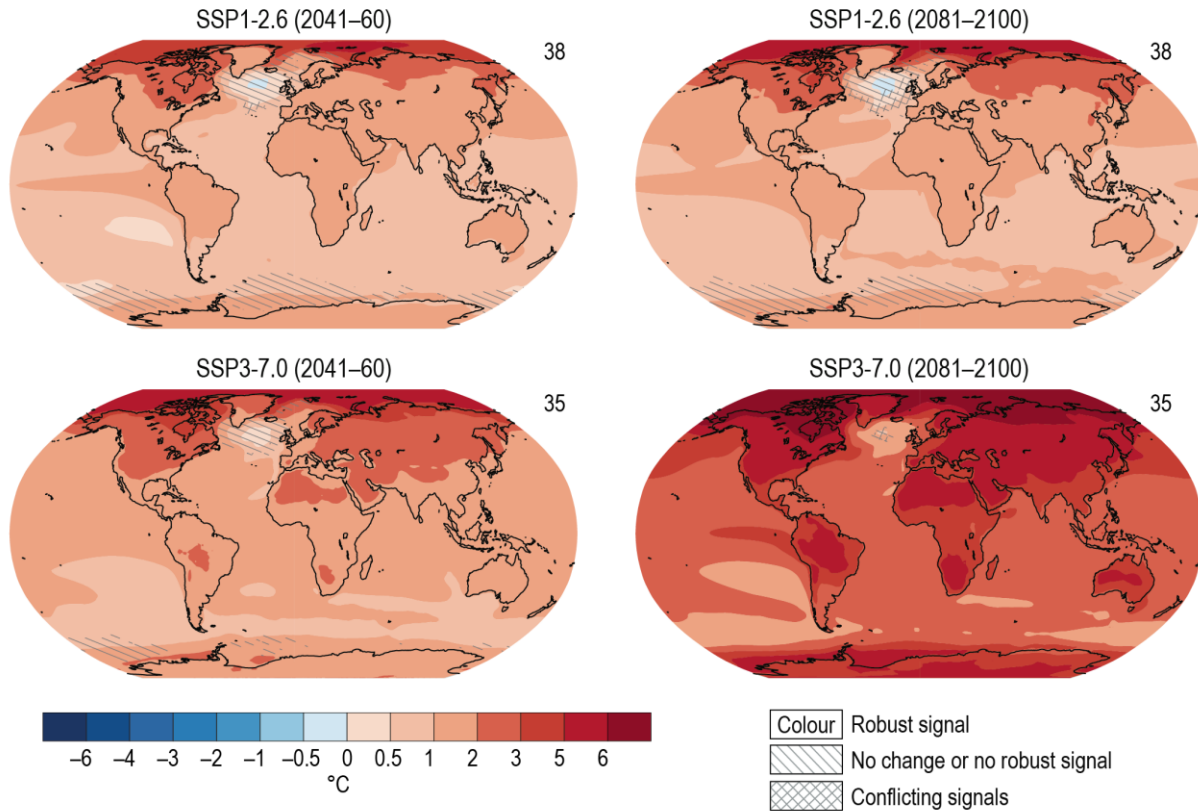 SSP1-2.6 (2041–60)
38
SSP1-2.6 (2081–2100)
38
SSP3-7.0 (2041–60)
35
SSP3-7.0 (2081–2100)
35
–6 –4 –3 –2 –1 –0.5 0 0.5 1 2 3 5 6
°C
Colour Robust signal
No change or no robust signal
Conflicting signals